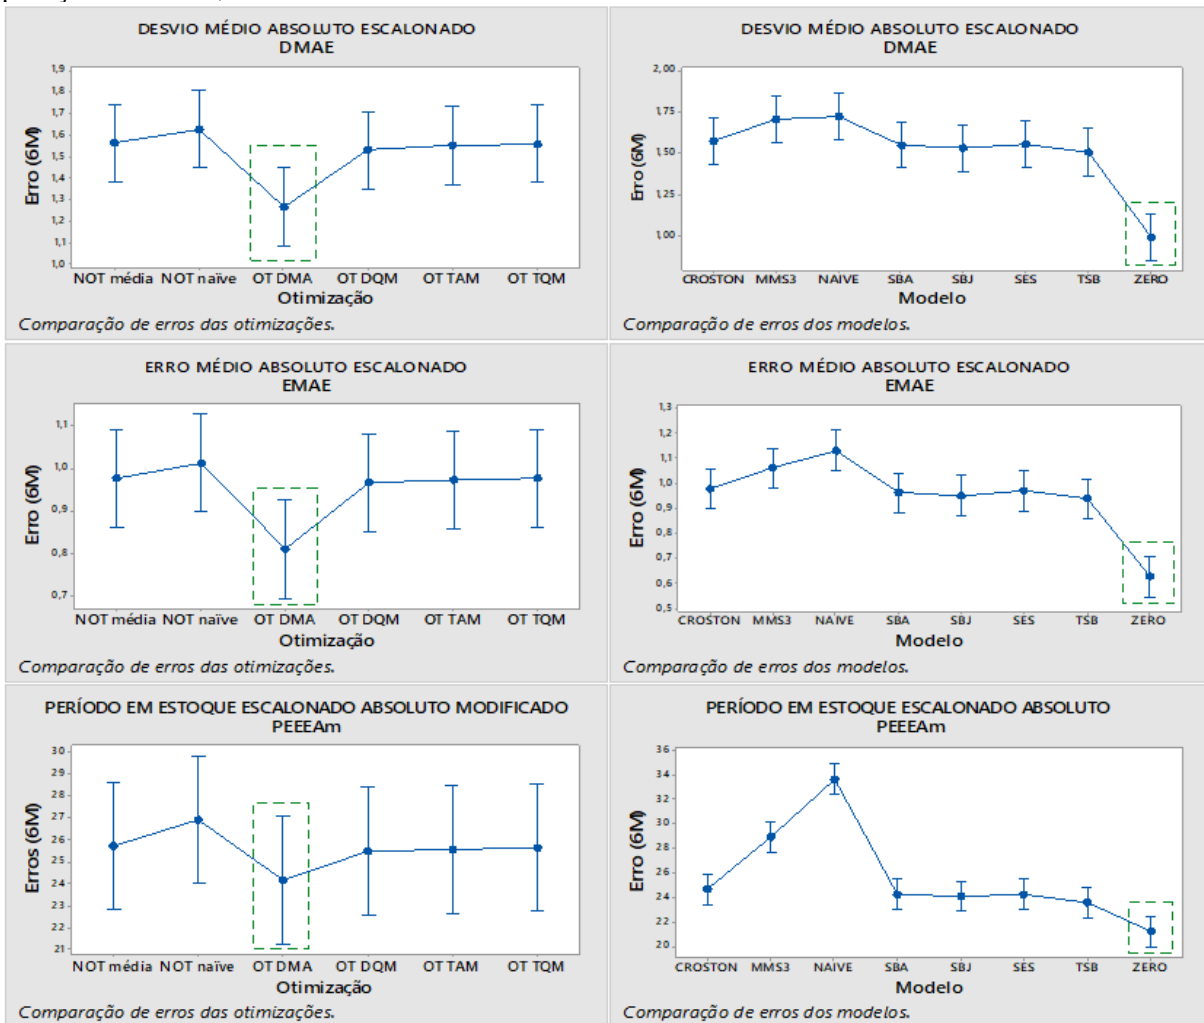 DESVIO MÉDIO ABSOLUTO ESCALONADO
DMAE
Erro (6M)
1,9
1,8
1,7
1,6
1,5
1,4
1,3
1,2
1,1
1,0
NOT média NOT naïve OT DMA OT DQM OT TAM OT TQM
Otimização
Comparação de erros das otimizações.
DESVIO MÉDIO ABSOLUTO ESCALONADO
DMAE
Erro (6M)
2,00
1,75
1,50
1,25
1,00
CROSTON MMS3 NAIVE SBA SBJ SES TSB ZERO
Modelo
Comparação de erros dos modelos.
ERRO MÉDIO ABSOLUTO ESCALONADO
EMAE
Erro (6M)
1,1
1,0
0,9
0,8
0,7
NOT média NOT naïve OT DMA OT DQM OT TAM OT TQM
Otimização
Comparação de erros das otimizações.
ERRO MÉDIO ABSOLUTO ESCALONADO
EMAE
Erro (6M)
1,3
1,2
1,1
1,0
0,9
0,8
0,7
0,6
0,5
CROSTON MMS3 NAIVE SBA SBJ SES TSB ZERO
Modelo
Comparação de erros dos modelos.
PERÍODO EM ESTOQUE ESCALONADO ABSOLUTO MODIFICADO
PEEEAm
Erros (6M)
30
29
28
27
26
25
24
23
22
21
NOT média NOT naïve OT DMA OT DQM OT TAM OT TQM
Otimização
Comparação de erros das otimizações.
PERÍODO EM ESTOQUE ESCALONADO ABSOLUTO
PEEEAm
Erro (6M)
36
34
32
30
28
26
24
22
20
CROSTON MMS3 NAIVE SBA SBJ SES TSB ZERO
Modelo
Comparação de erros dos modelos.